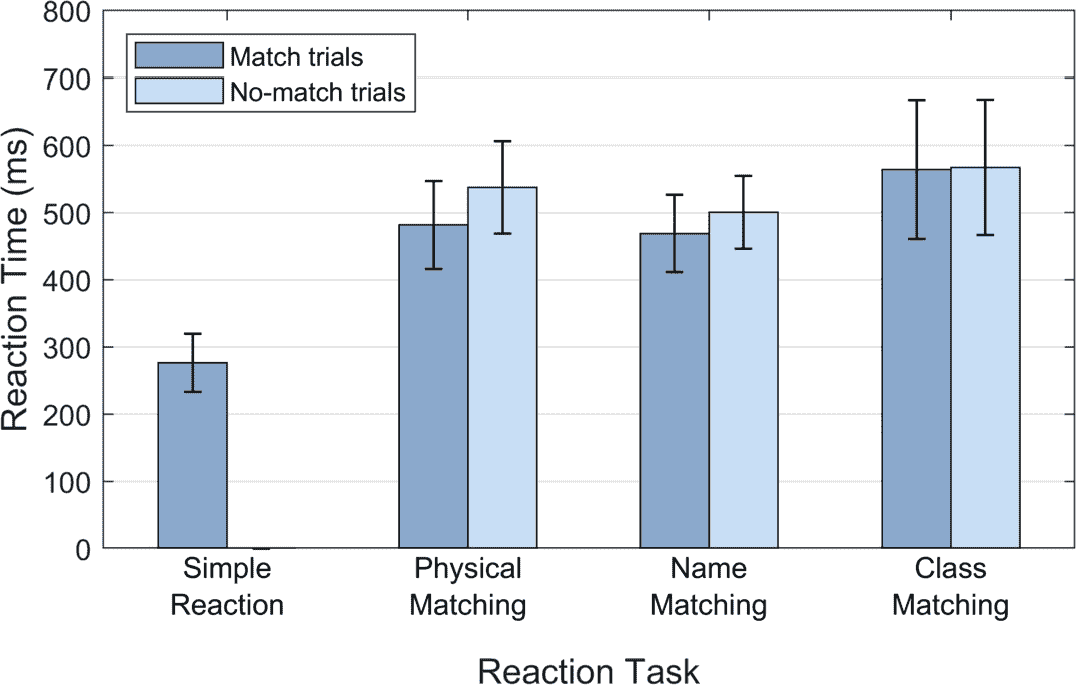 800
700
600
500
400
300
200
100
0
Reaction Time (ms)
Match trials
No-match trials
Simple
Reaction
Physical
Matching
Name
Matching
Class
Matching
Reaction Task